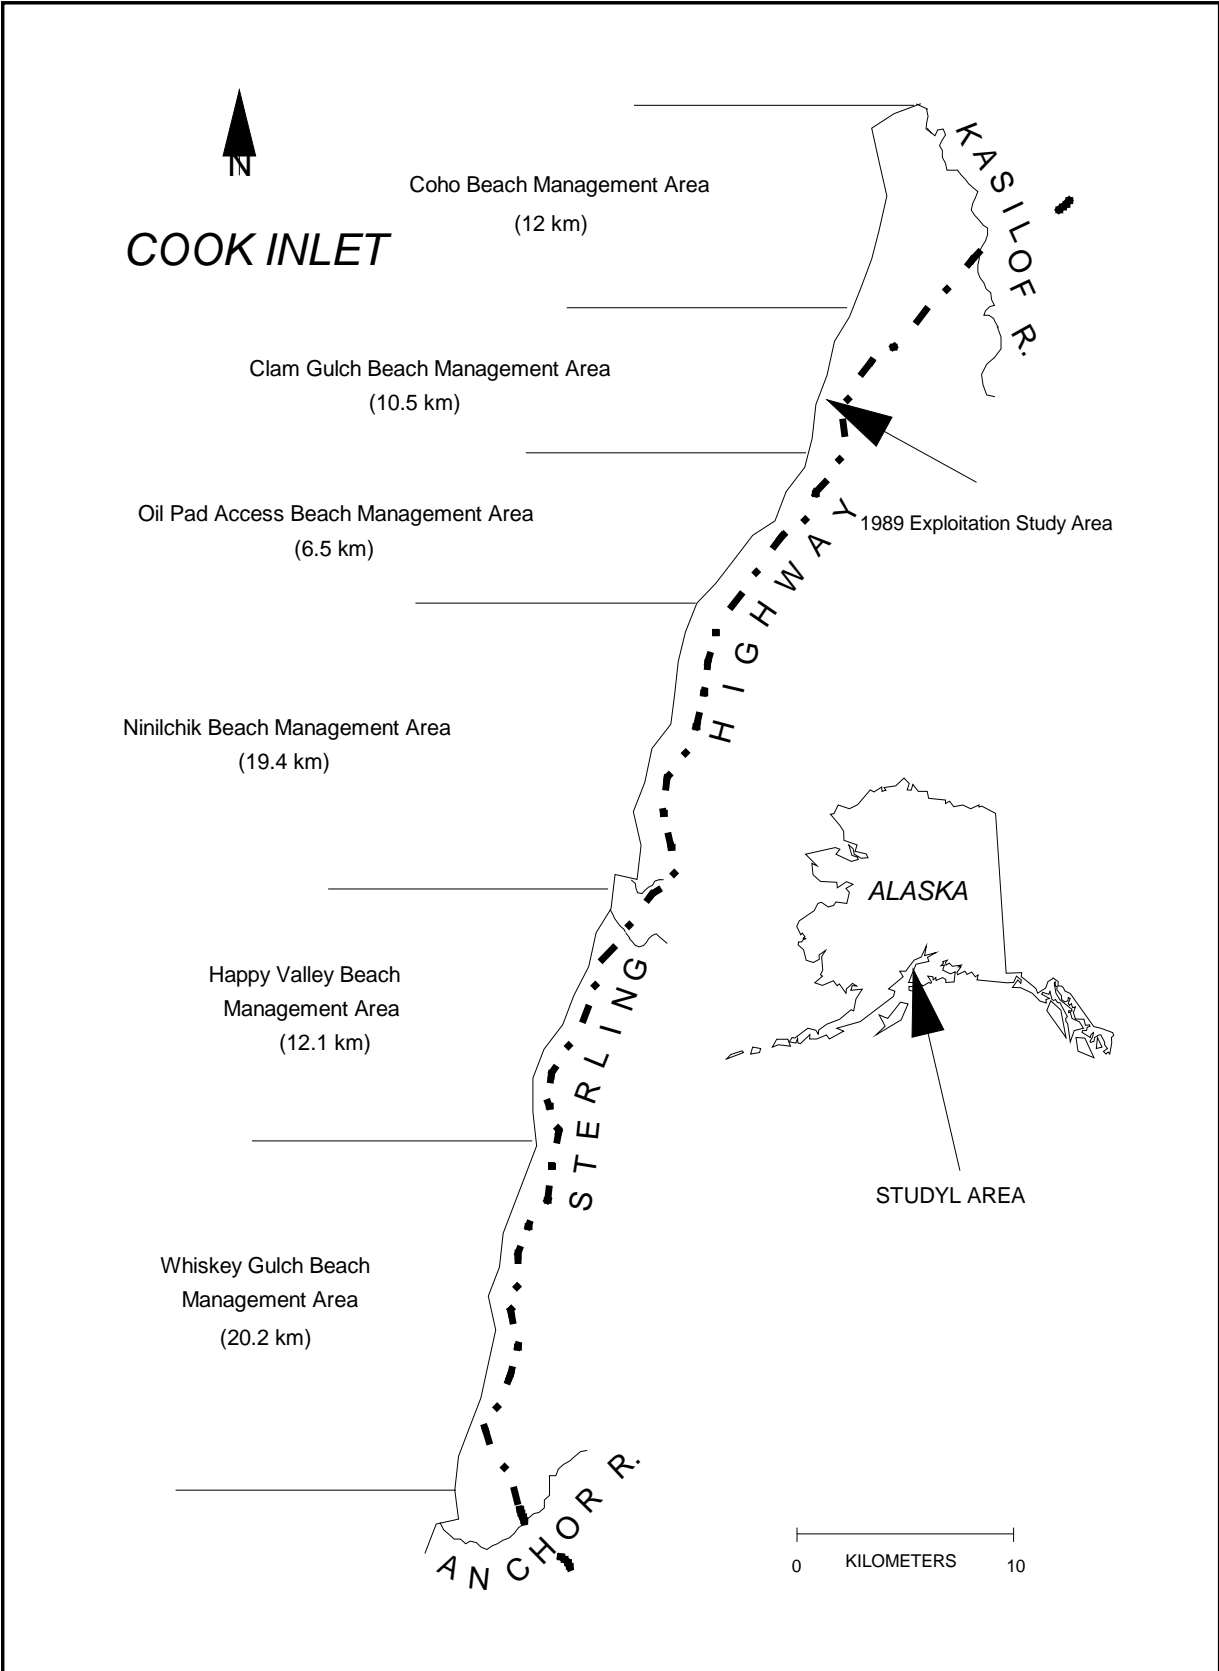 N
COOK INLET
Coho Beach Management Area
(12 km)
KASILOF R.
Clam Gulch Beach Management Area
(10.5 km)
Oil Pad Access Beach Management Area
(6.5 km)
1989 Exploitation Study Area
Ninilchik Beach Management Area
(19.4 km)
STERLING HIGHWAY
ALASKA
Happy Valley Beach
Management Area
(12.1 km)
STUDYL AREA
Whiskey Gulch Beach
Management Area
(20.2 km)
ANCHOR R.
0 KILOMETERS 10